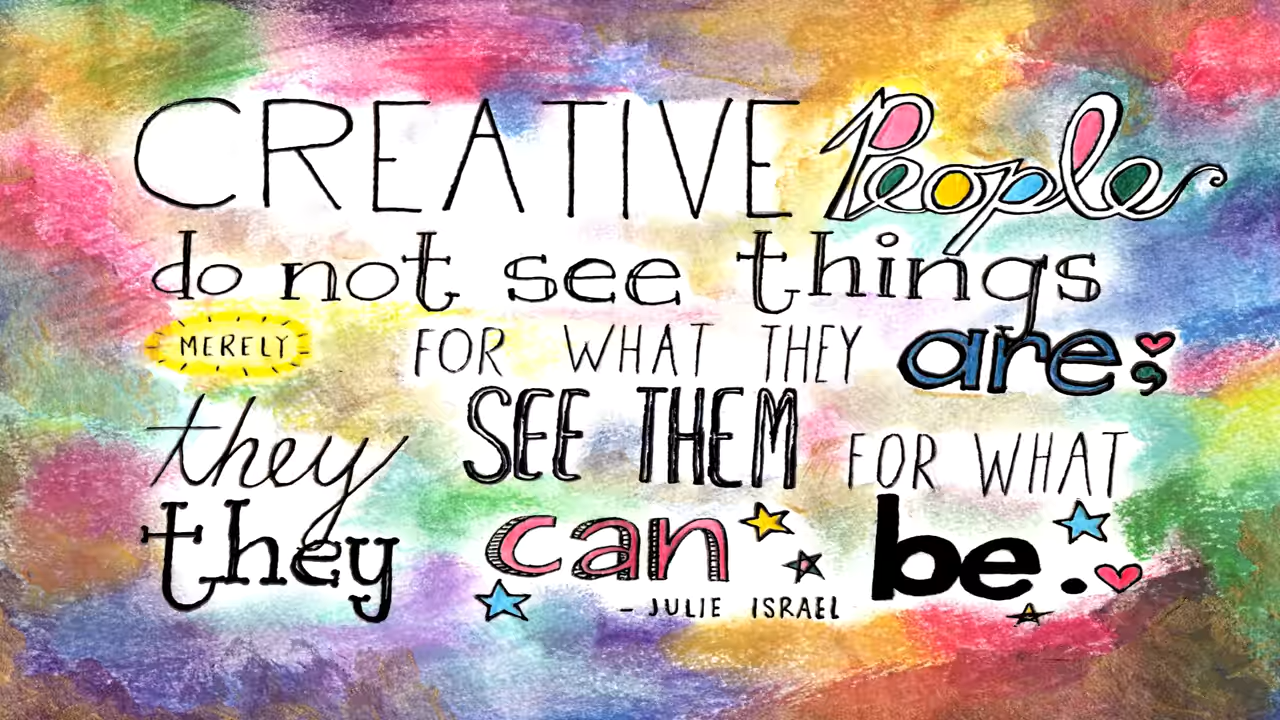 CREATIVE People
do not see things
MERELY FOR WHAT THEY are;
they SEE THEM FOR WHAT
they can be.
- JULIE ISRAEL